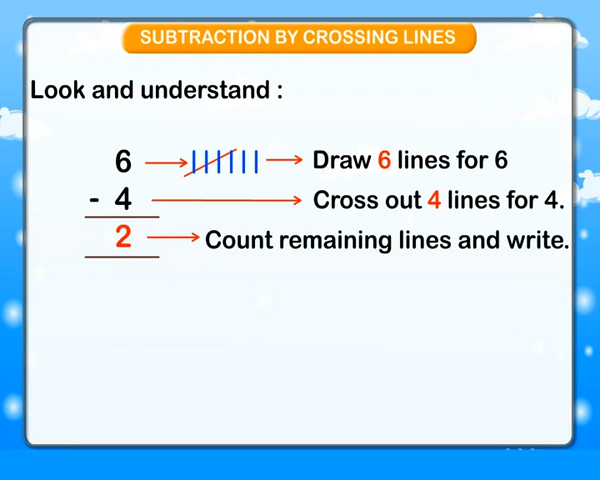 SUBTRACTION BY CROSSING LINES
Look and understand :
6 Draw 6 lines for 6
- 4 Cross out 4 lines for 4.
2 Count remaining lines and write.